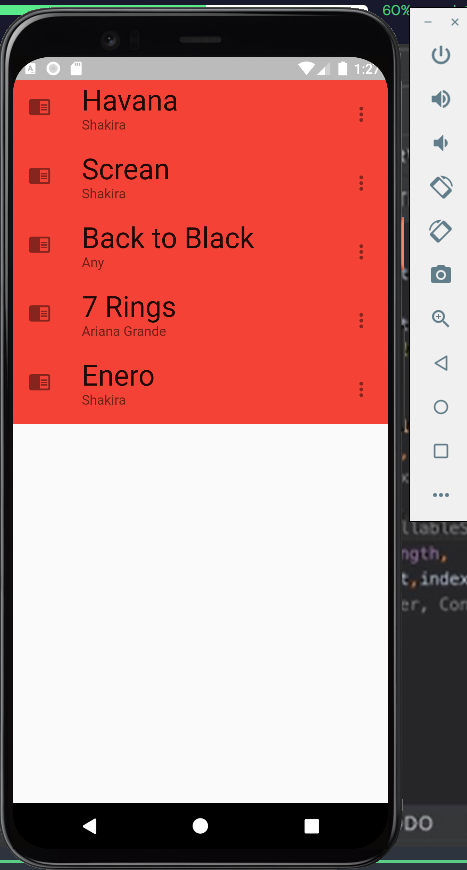 60%
1:27
Havana
Shakira
Screan
Shakira
Back to Black
Any
7 Rings
Ariana Grande
Enero
Shakira
ngth,
t,index
er, Con
DO